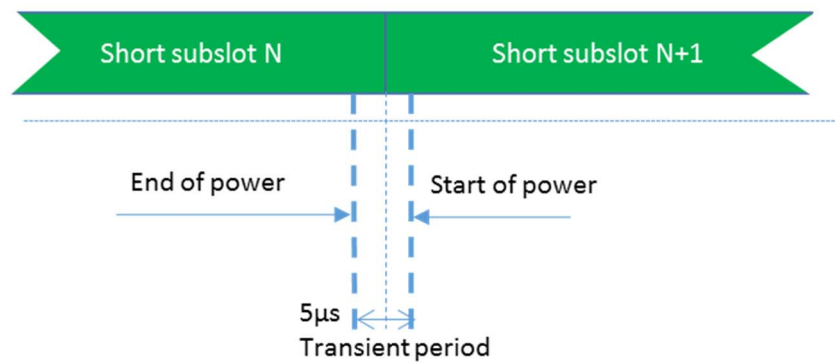 Short subslot N
Short subslot N+1
End of power
Start of power
5µs
Transient period